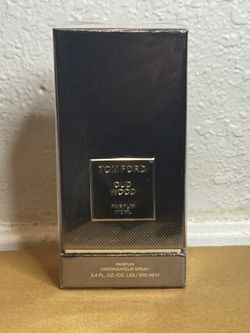 TOM FORD
OUD
WOOD
PARFUM
PARFUM
VAPORISATEUR SPRAY
3.4 FL. OZ./OZ. LIQ./100 ml ℮